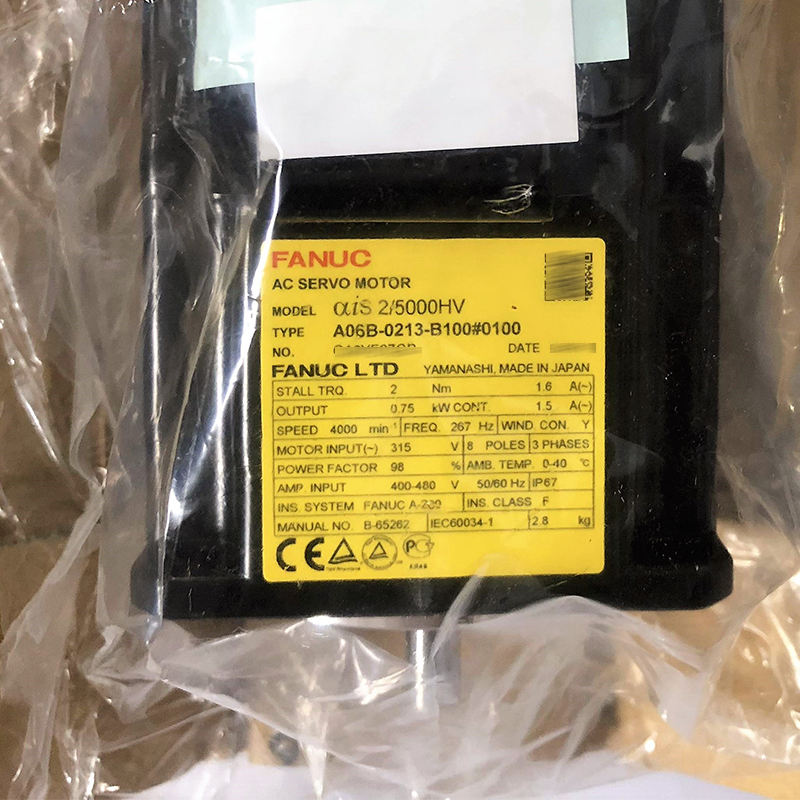 FANUC
AC SERVO MOTOR
MODEL αiS 2/5000HV
TYPE A06B-0213-B100#0100
NO. DATE
FANUC LTD YAMANASHI, MADE IN JAPAN
STALL TRQ. 2 Nm 1.6 A(~)
OUTPUT 0.75 kW CONT. 1.5 A(~)
SPEED 4000 min⁻¹ FREQ. 267 Hz WIND. CON. Y
MOTOR INPUT(~) 315 V 8 POLES 3 PHASES
POWER FACTOR 98 % AMB. TEMP. 0-40 °C
AMP. INPUT 400-480 V 50/60 Hz IP67
INS. SYSTEM FANUC INS. CLASS F
MANUAL NO. B-65262 IEC60034-1 2.8 kg
CE